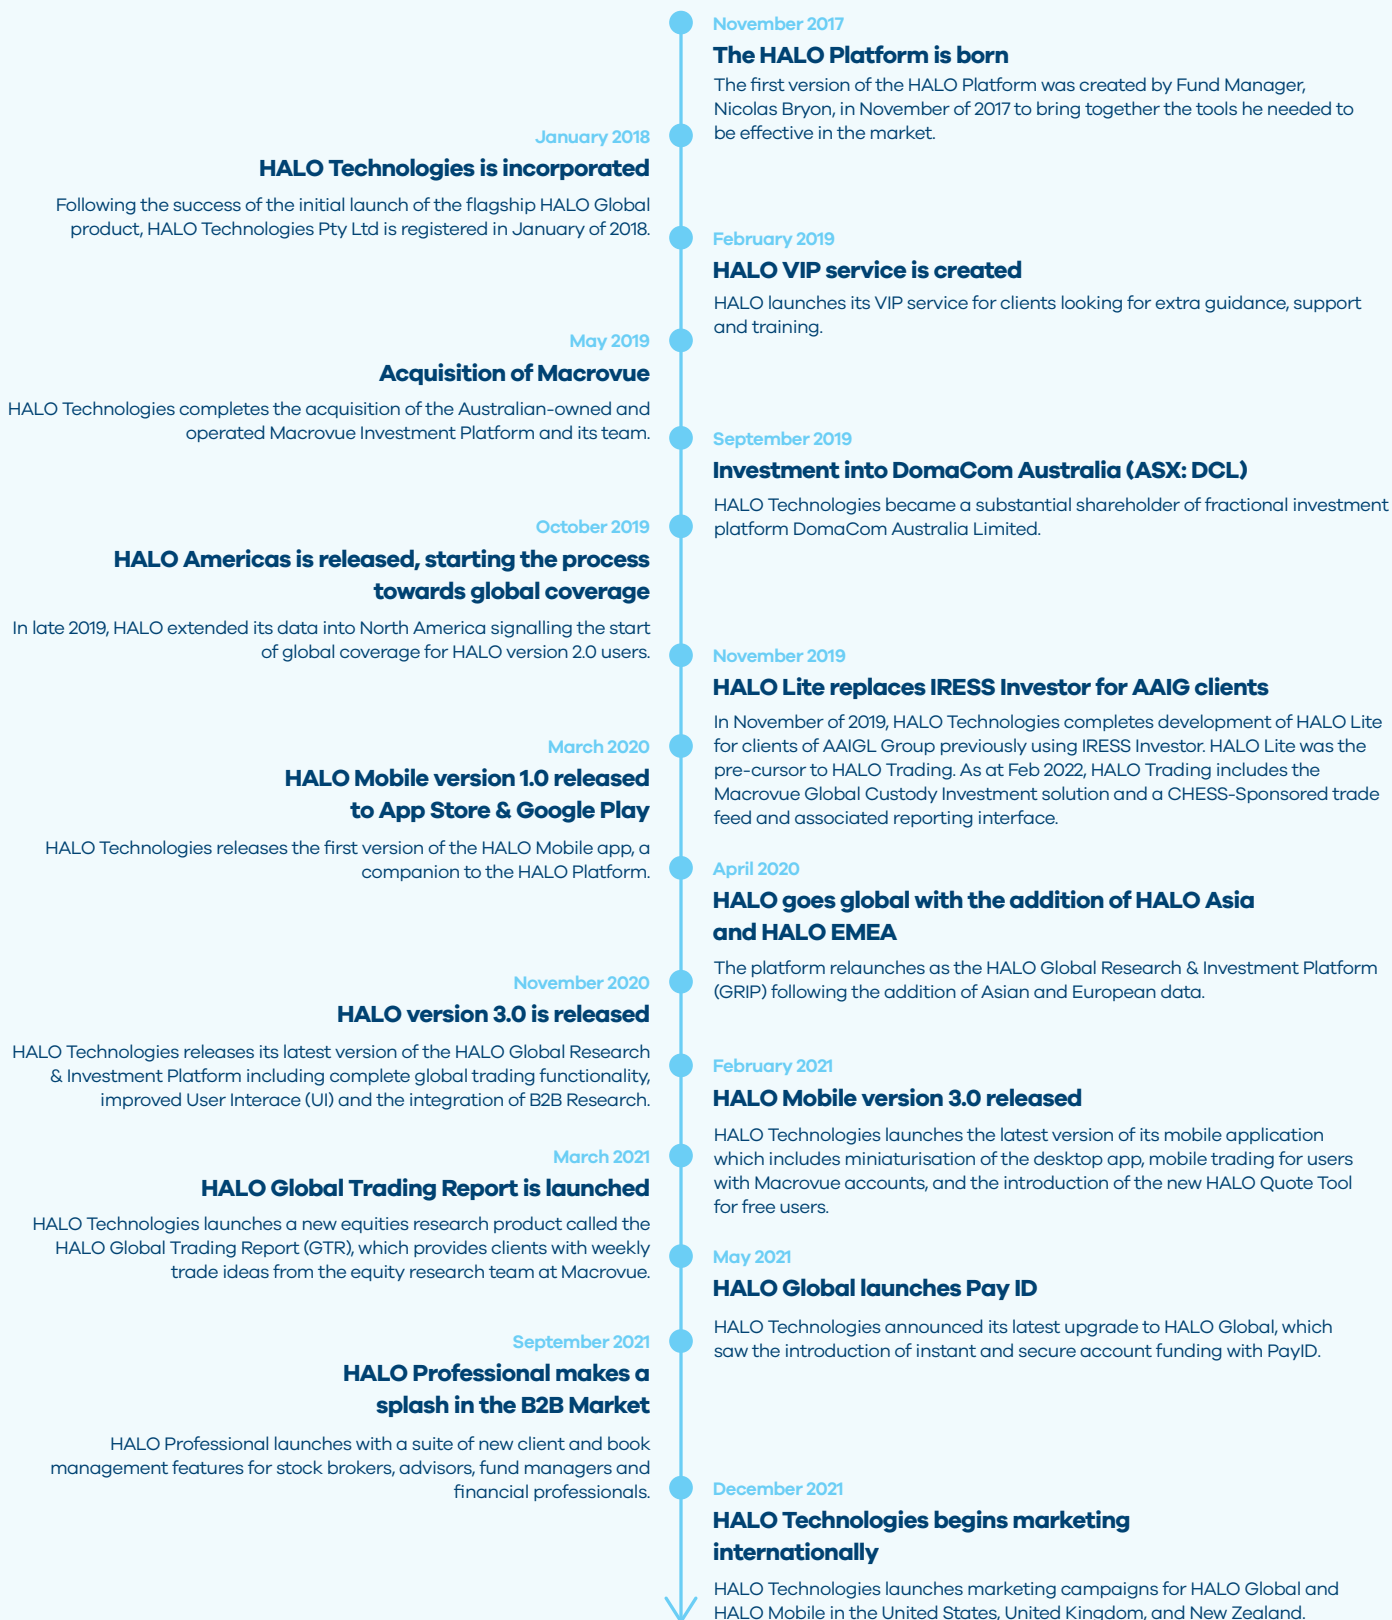 November 2017
The HALO Platform is born
The first version of the HALO Platform was created by Fund Manager,
Nicolas Bryon, in November of 2017 to bring together the tools he needed to
be effective in the market.
January 2018
HALO Technologies is incorporated
Following the success of the initial launch of the flagship HALO Global
product, HALO Technologies Pty Ltd is registered in January of 2018.
February 2019
HALO VIP service is created
HALO launches its VIP service for clients looking for extra guidance, support
and training.
May 2019
Acquisition of Macrovue
HALO Technologies completes the acquisition of the Australian-owned and
operated Macrovue Investment Platform and its team.
September 2019
Investment into DomaCom Australia (ASX: DCL)
HALO Technologies became a substantial shareholder of fractional investment
platform DomaCom Australia Limited.
October 2019
HALO Americas is released, starting the process
towards global coverage
In late 2019, HALO extended its data into North America signalling the start
of global coverage for HALO version 2.0 users.
November 2019
HALO Lite replaces IRESS Investor for AAIG clients
In November of 2019, HALO Technologies completes development of HALO Lite
for clients of AAIGL Group previously using IRESS Investor. HALO Lite was the
pre-cursor to HALO Trading. As at Feb 2022, HALO Trading includes the
Macrovue Global Custody Investment solution and a CHESS-Sponsored trade
feed and associated reporting interface.
March 2020
HALO Mobile version 1.0 released
to App Store & Google Play
HALO Technologies releases the first version of the HALO Mobile app, a
companion to the HALO Platform.
April 2020
HALO goes global with the addition of HALO Asia
and HALO EMEA
The platform relaunches as the HALO Global Research & Investment Platform
(GRIP) following the addition of Asian and European data.
November 2020
HALO version 3.0 is released
HALO Technologies releases its latest version of the HALO Global Research
& Investment Platform including complete global trading functionality,
improved User Interace (UI) and the integration of B2B Research.
February 2021
HALO Mobile version 3.0 released
HALO Technologies launches the latest version of its mobile application
which includes miniaturisation of the desktop app, mobile trading for users
with Macrovue accounts, and the introduction of the new HALO Quote Tool
for free users.
March 2021
HALO Global Trading Report is launched
HALO Technologies launches a new equities research product called the
HALO Global Trading Report (GTR), which provides clients with weekly
trade ideas from the equity research team at Macrovue.
May 2021
HALO Global launches Pay ID
HALO Technologies announced its latest upgrade to HALO Global, which
saw the introduction of instant and secure account funding with PayID.
September 2021
HALO Professional makes a
splash in the B2B Market
HALO Professional launches with a suite of new client and book
management features for stock brokers, advisors, fund managers and
financial professionals.
December 2021
HALO Technologies begins marketing
internationally
HALO Technologies launches marketing campaigns for HALO Global and
HALO Mobile in the United States, United Kingdom, and New Zealand.